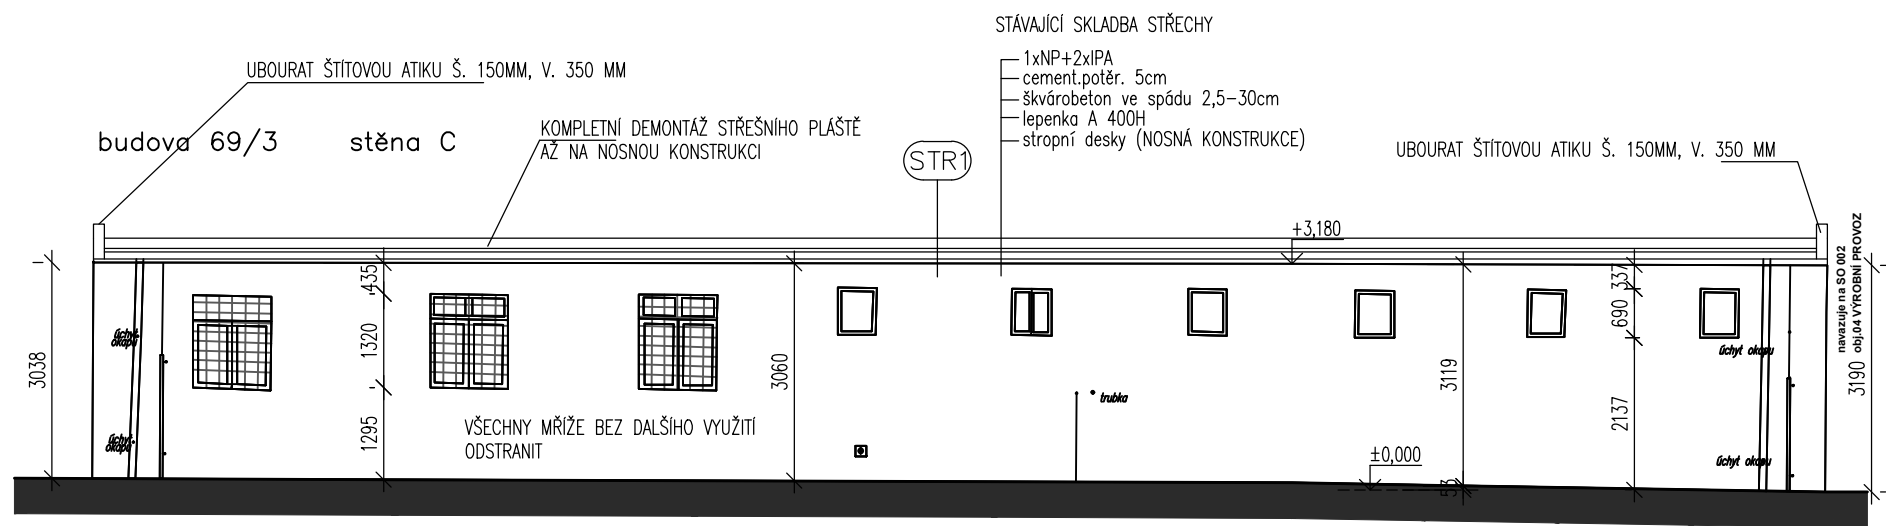 STÁVAJÍCÍ SKLADBA STŘECHY
1xNP+2xIPA
cement.potěr. 5cm
škvárobeton ve spádu 2,5-30cm
lepenka A 400H
stropní desky (NOSNÁ KONSTRUKCE)
UBOURAT ŠTÍTOVOU ATIKU Š. 150MM, V. 350 MM
budova 69/3 stěna C
KOMPLETNÍ DEMONTÁŽ STŘEŠNÍHO PLÁŠTĚ
AŽ NA NOSNOU KONSTRUKCI
STR1
UBOURAT ŠTÍTOVOU ATIKU Š. 150MM, V. 350 MM
+3,180
navazuje na SO 002
obj.04 VÝROBNÍ PROVOZ
435
1320
1295
3038
3060
3119
53
337
690
2137
3190
úchyt
okapu
úchyt
okapu
úchyt okapu
úchyt okapu
trubka
VŠECHNY MŘÍŽE BEZ DALŠÍHO VYUŽITÍ
ODSTRANIT
±0,000